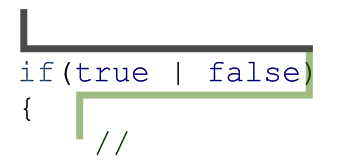 if(true | false)
{
//